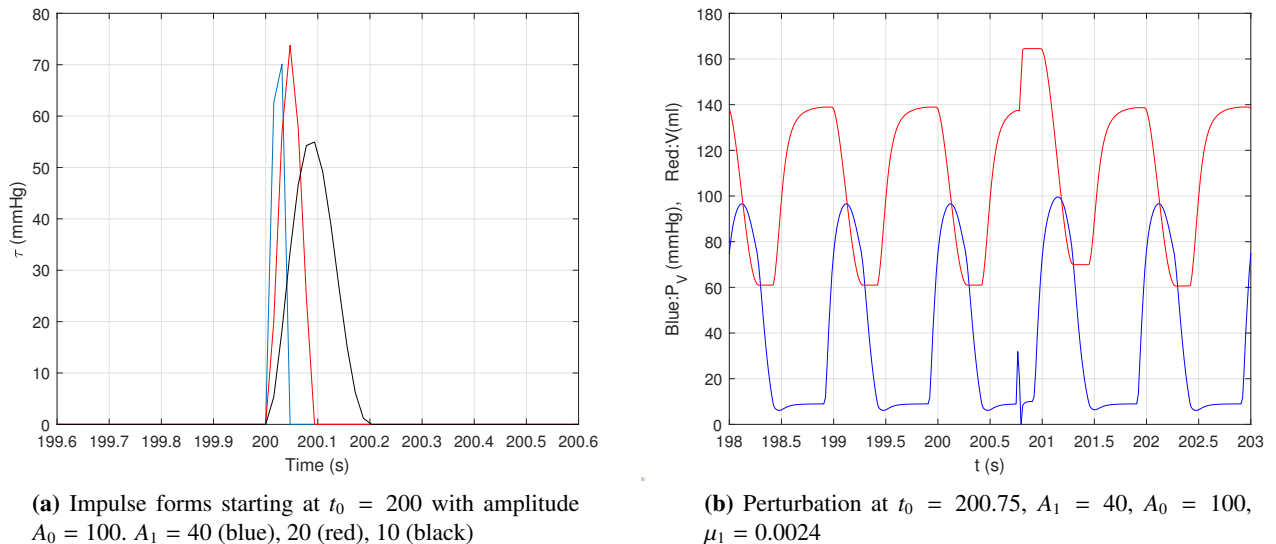 80
70
60
50
40
30
20
10
0
τ (mmHg)
199.6 199.7 199.8 199.9 200 200.1 200.2 200.3 200.4 200.5 200.6
Time (s)
(a) Impulse forms starting at t₀ = 200 with amplitude
A₀ = 100. A₁ = 40 (blue), 20 (red), 10 (black)
180
160
140
120
100
80
60
40
20
0
Blue:P_V (mmHg), Red:V(ml)
198 198.5 199 199.5 200 200.5 201 201.5 202 202.5 203
t (s)
(b) Perturbation at t₀ = 200.75, A₁ = 40, A₀ = 100,
μ₁ = 0.0024